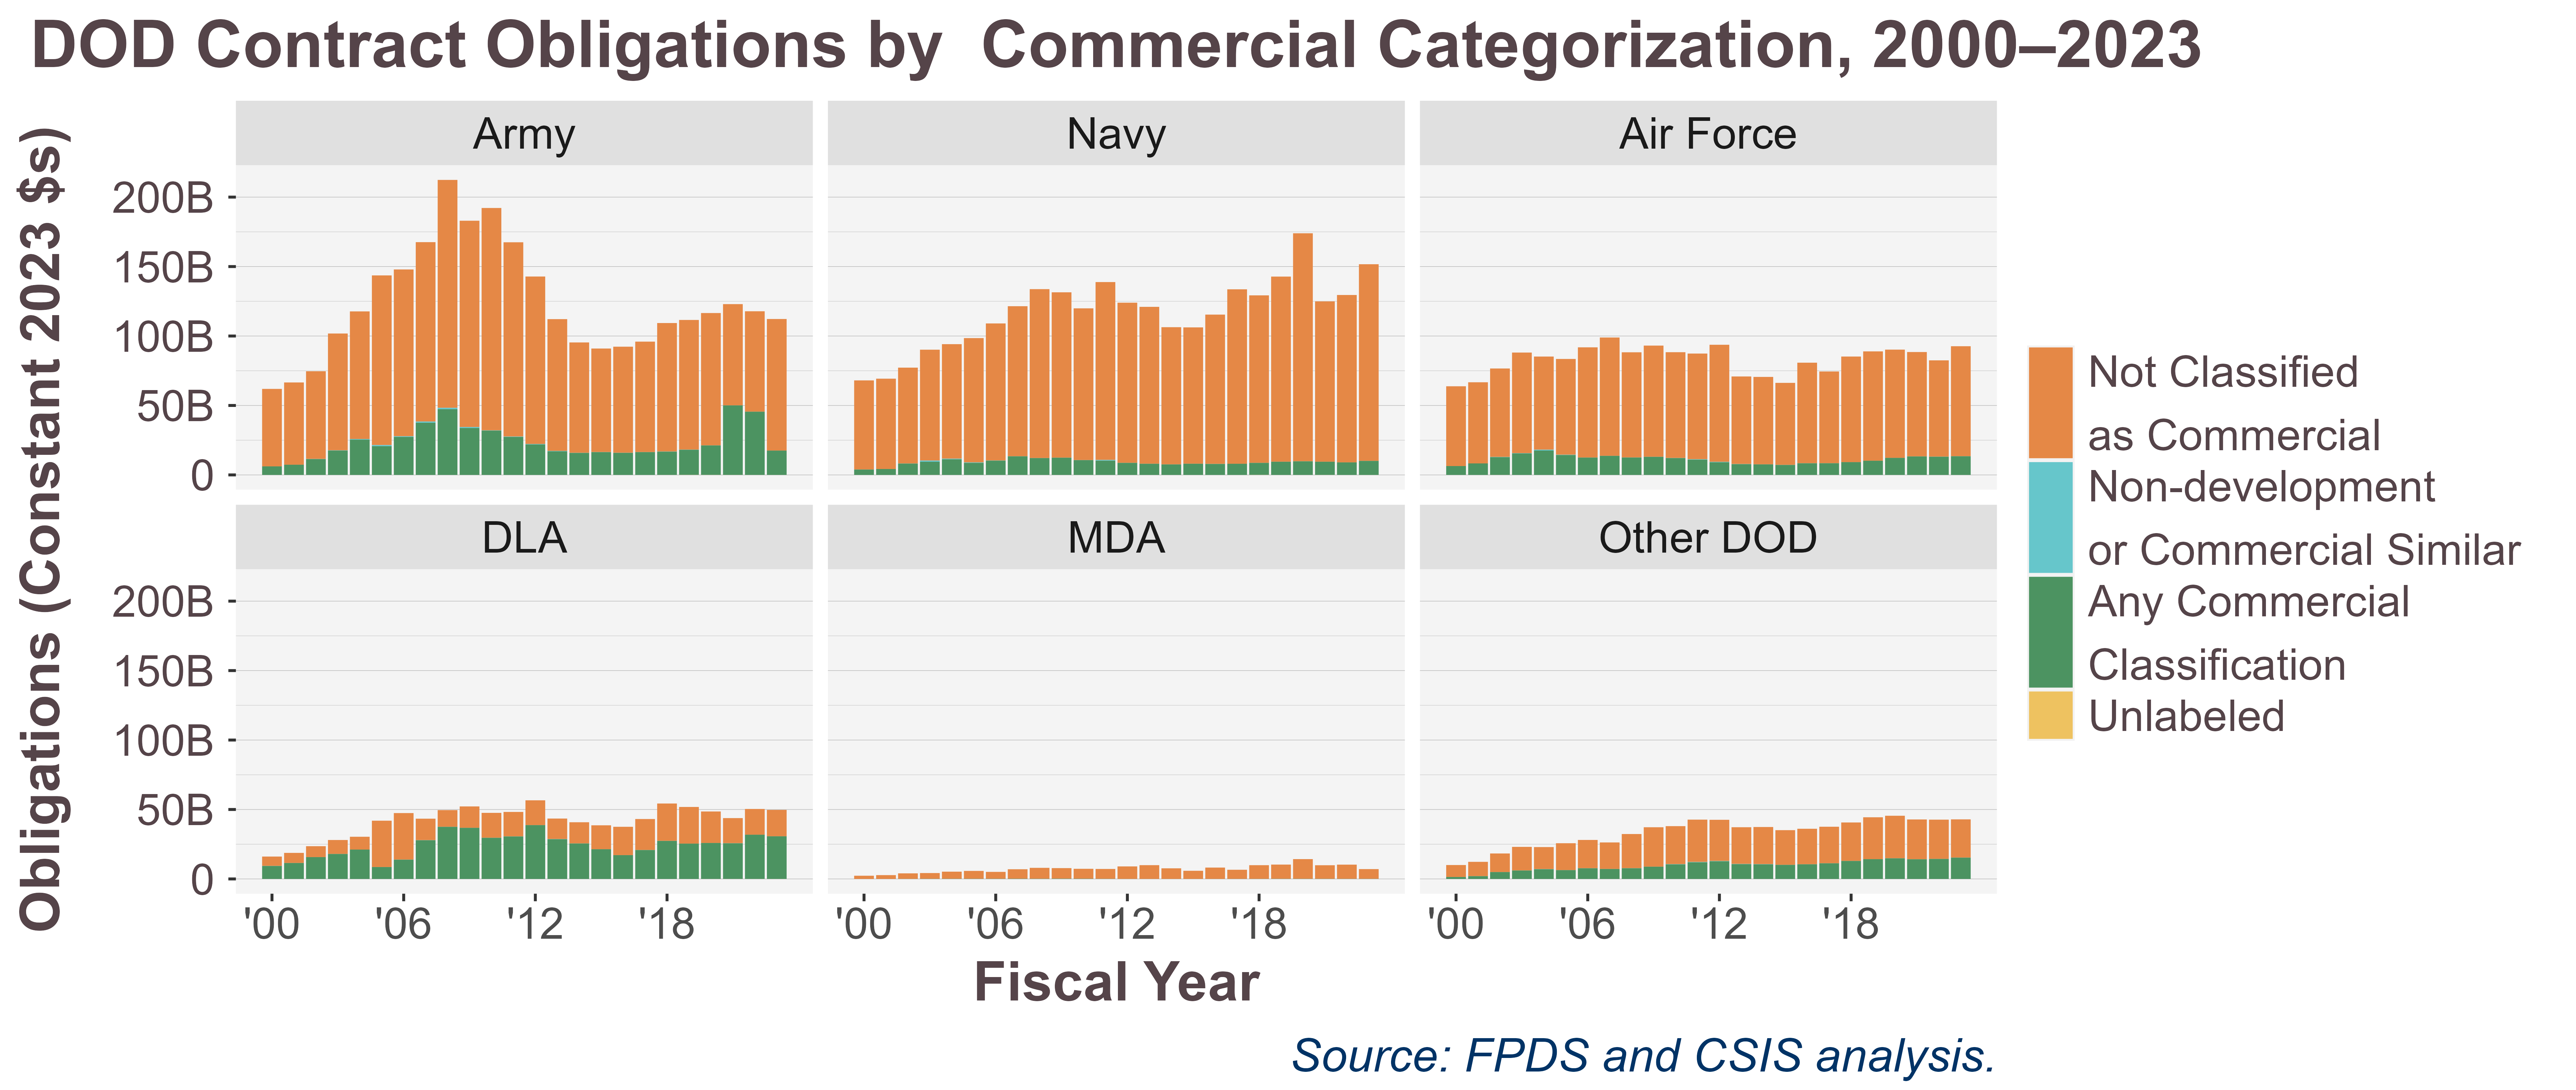 DOD Contract Obligations by  Commercial Categorization, 2000–2023
Obligations (Constant 2023 $s)
Army
Navy
Air Force
200B
150B
100B
50B
0
DLA
MDA
Other DOD
200B
150B
100B
50B
0
'00
'06
'12
'18
'00
'06
'12
'18
'00
'06
'12
'18
Fiscal Year
Not Classified
as Commercial
Non-development
or Commercial Similar
Any Commercial
Classification
Unlabeled
Source: FPDS and CSIS analysis.